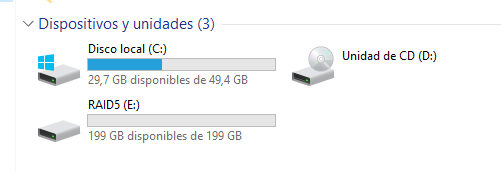 Dispositivos y unidades (3)
Disco local (C:)
29,7 GB disponibles de 49,4 GB
Unidad de CD (D:)
RAID5 (E:)
199 GB disponibles de 199 GB